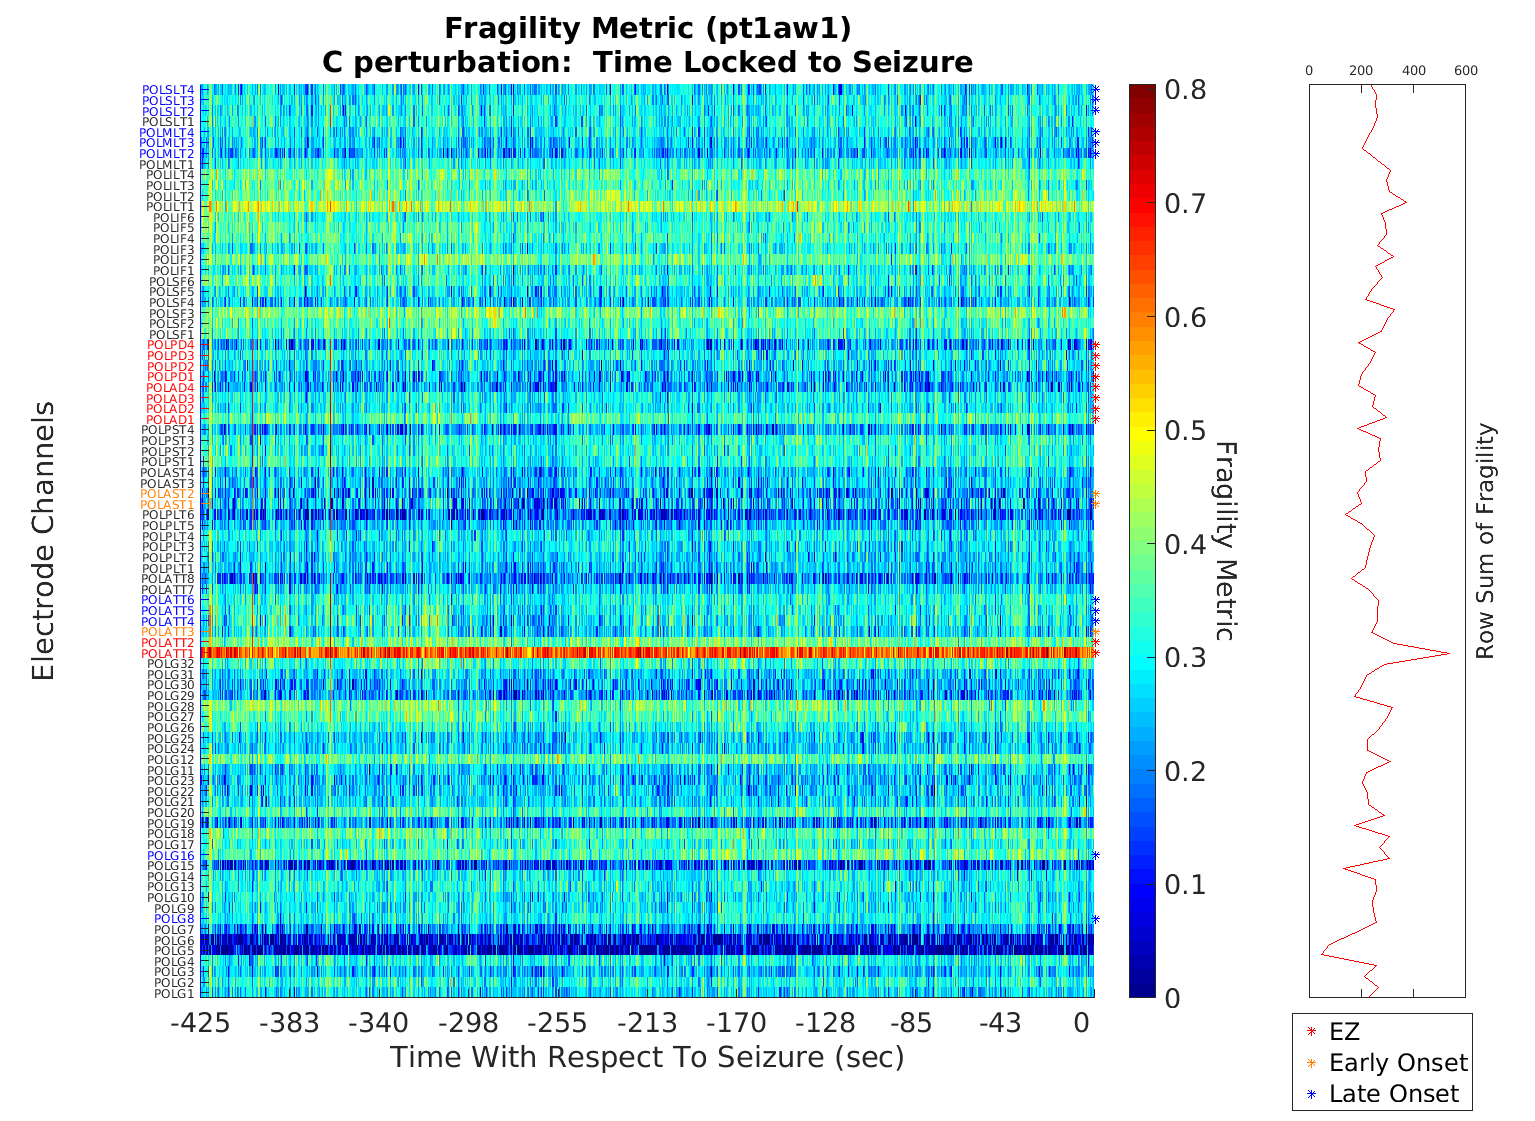 Fragility Metric (pt1aw1)
C perturbation:  Time Locked to Seizure
Electrode Channels
POLSLT4
POLSLT3
POLSLT2
POLSLT1
POLMLT4
POLMLT3
POLMLT2
POLMLT1
POLILT4
POLILT3
POLILT2
POLILT1
POLIF6
POLIF5
POLIF4
POLIF3
POLIF2
POLIF1
POLSF6
POLSF5
POLSF4
POLSF3
POLSF2
POLSF1
POLPD4
POLPD3
POLPD2
POLPD1
POLAD4
POLAD3
POLAD2
POLAD1
POLPST4
POLPST3
POLPST2
POLPST1
POLAST4
POLAST3
POLAST2
POLAST1
POLPLT6
POLPLT5
POLPLT4
POLPLT3
POLPLT2
POLPLT1
POLATT8
POLATT7
POLATT6
POLATT5
POLATT4
POLATT3
POLATT2
POLATT1
POLG32
POLG31
POLG30
POLG29
POLG28
POLG27
POLG26
POLG25
POLG24
POLG12
POLG11
POLG23
POLG22
POLG21
POLG20
POLG19
POLG18
POLG17
POLG16
POLG15
POLG14
POLG13
POLG10
POLG9
POLG8
POLG7
POLG6
POLG5
POLG4
POLG3
POLG2
POLG1
-425 -383 -340 -298 -255 -213 -170 -128 -85 -43 0
Time With Respect To Seizure (sec)
0.8
0.7
0.6
0.5
0.4
0.3
0.2
0.1
0
Fragility Metric
0 200 400 600
Row Sum of Fragility
EZ
Early Onset
Late Onset